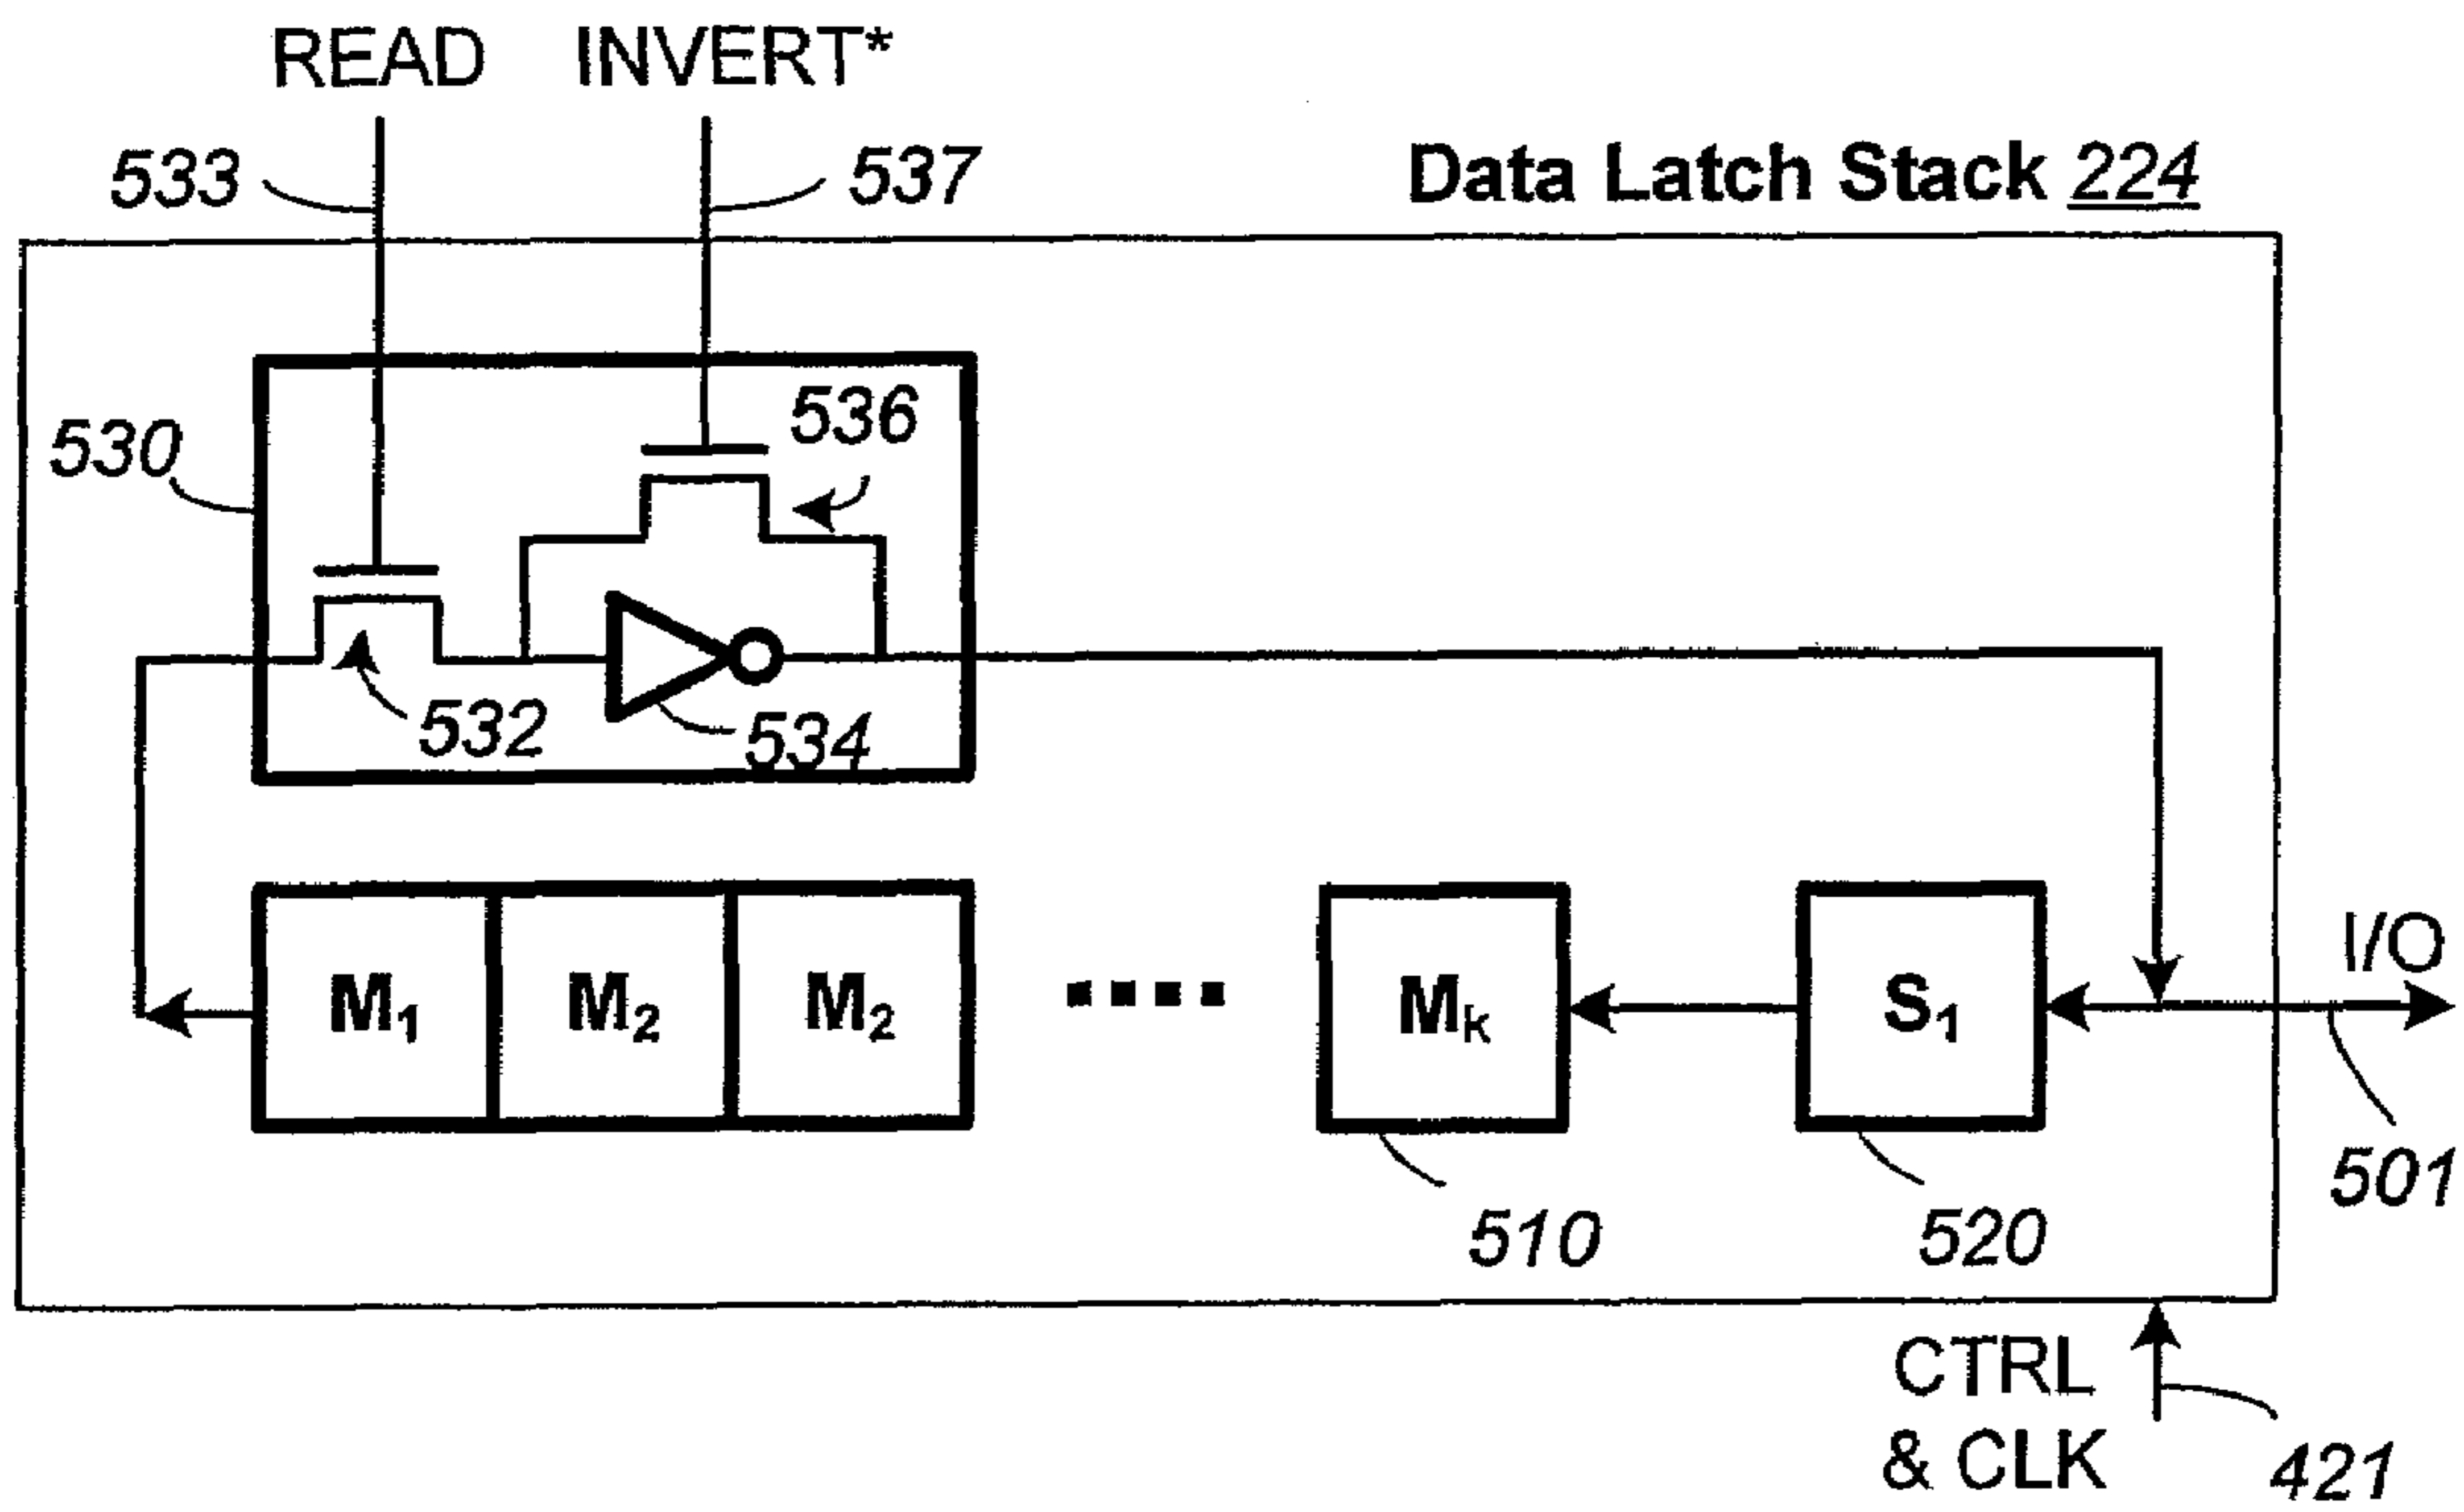 READ INVERT*
533 537
Data Latch Stack 224
536
530
532 534
I/O
M1 M2 M2 Mk S1
501
510 520
CTRL
& CLK
421